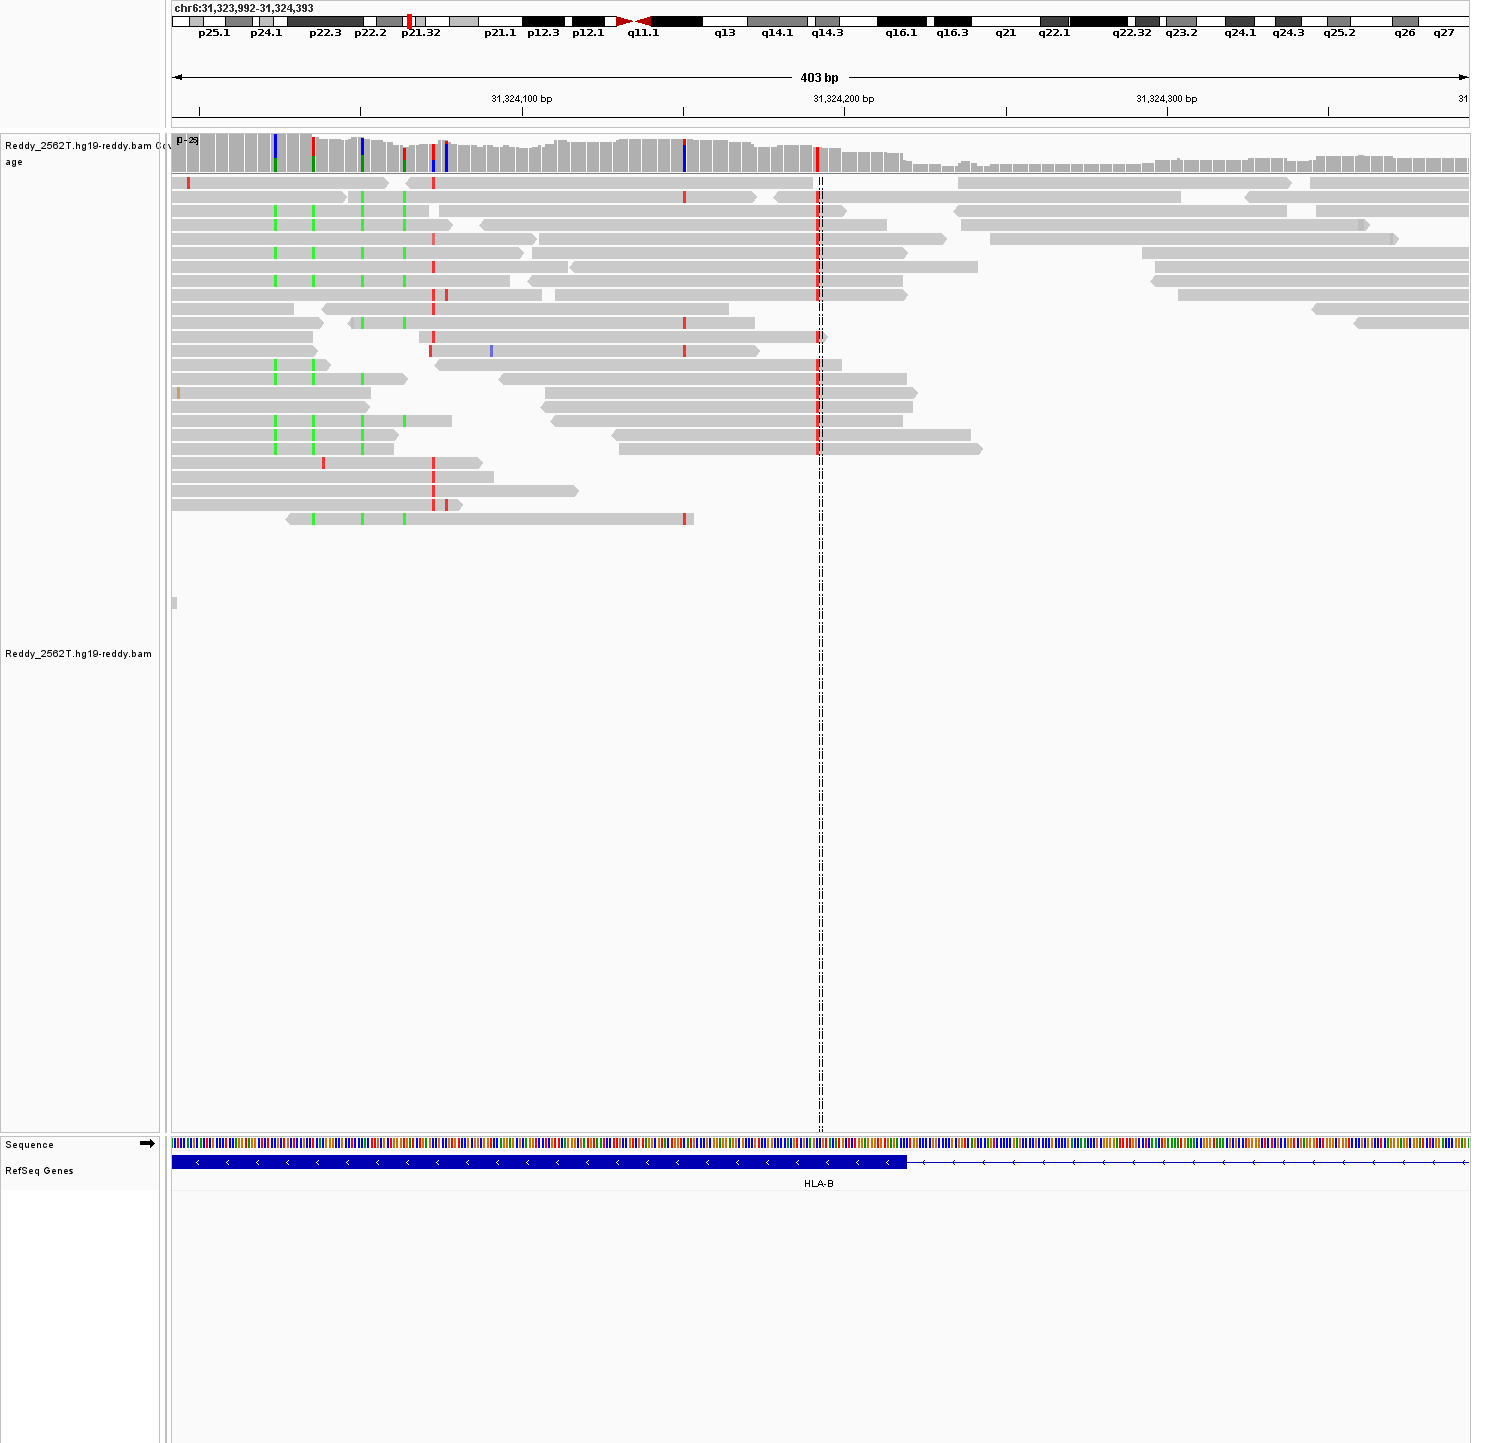 chr6:31,323,992-31,324,393
p25.1 p24.1 p22.3 p22.2 p21.32 p21.1 p12.3 p12.1 q11.1 q13 q14.1 q14.3 q16.1 q16.3 q21 q22.1 q22.32 q23.2 q24.1 q24.3 q25.2 q26 q27
403 bp
31,324,100 bp 31,324,200 bp 31,324,300 bp 31
Reddy_2562T.hg19-reddy.bam Cov
age
Reddy_2562T.hg19-reddy.bam
Sequence
RefSeq Genes
HLA-B